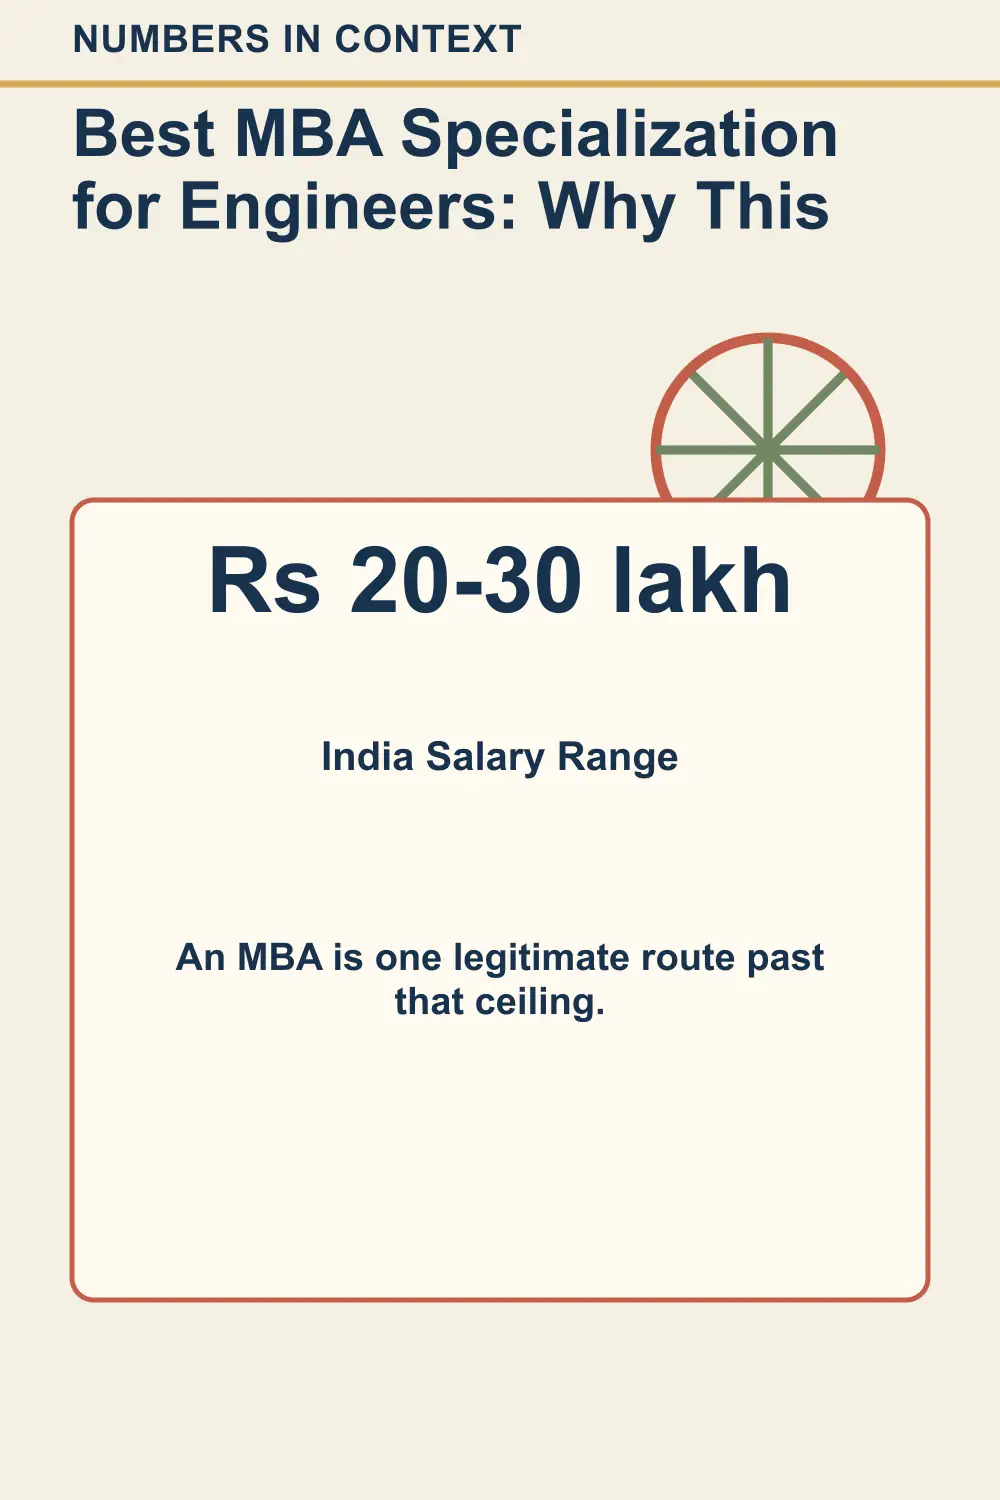 NUMBERS IN CONTEXT
Best MBA Specialization
for Engineers: Why This
Rs 20-30 lakh
India Salary Range
An MBA is one legitimate route past
that ceiling.